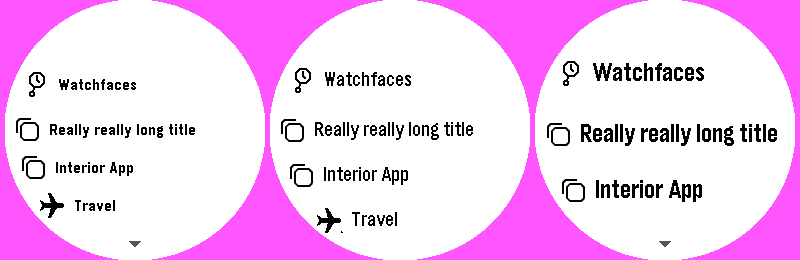 Watchfaces
Really really long title
Interior App
Travel
Watchfaces
Really really long title
Interior App
Travel
Watchfaces
Really really long title
Interior App